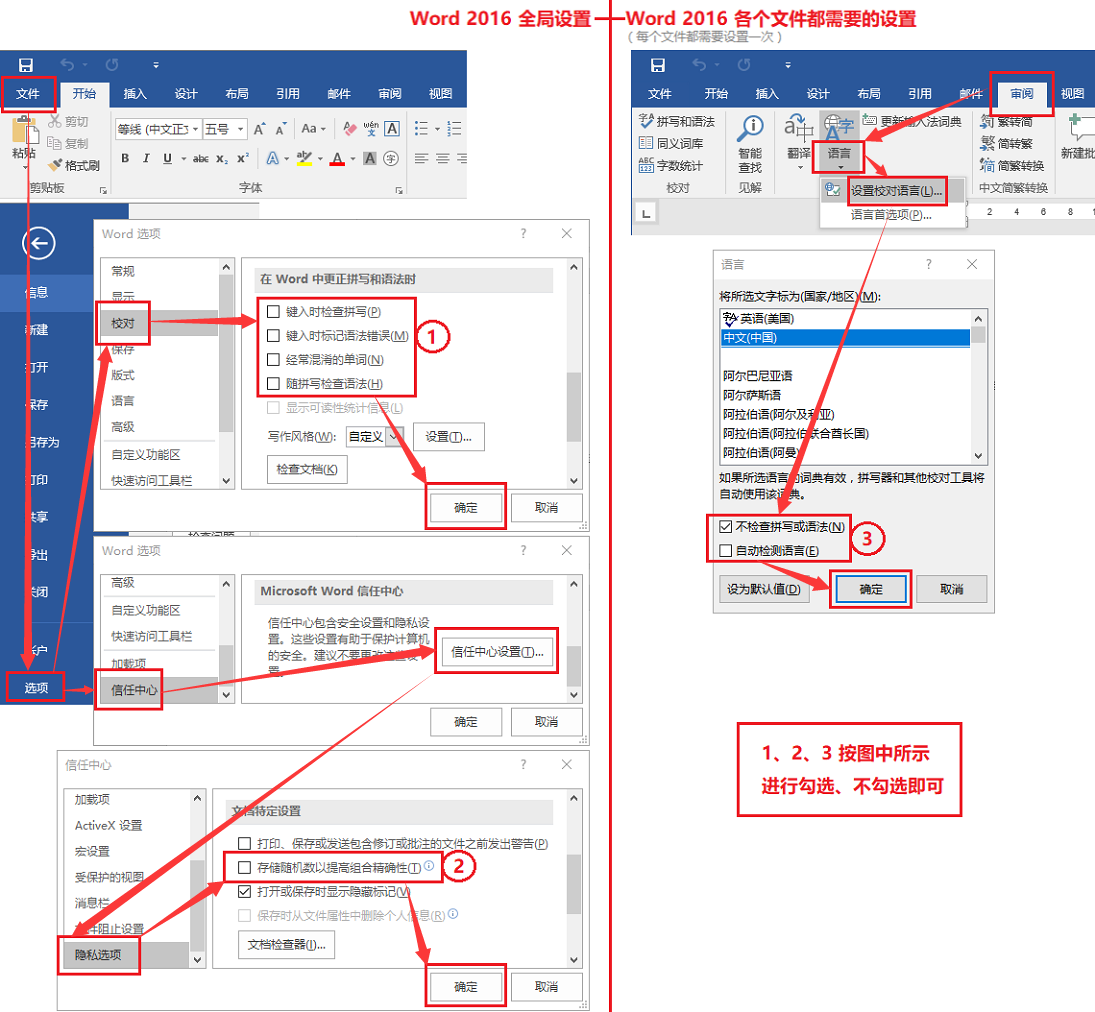 Word 2016 全局设置
Word 2016 各个文件都需要的设置
( 每个文件都需要设置一次 )
文件
开始
插入
设计
布局
引用
邮件
审阅
视图
粘贴
剪切
复制
格式刷
剪贴板
等线 (中文正文
五号
Aa
wén
A
B I U abc x₂ x²
A
ab
A
A
字
字体
信息
新建
打开
保存
另存为
打印
共享
导出
关闭
帐户
选项
Word 选项
常规
显示
校对
保存
版式
语言
高级
自定义功能区
快速访问工具栏
在 Word 中更正拼写和语法时
键入时检查拼写(P)
键入时标记语法错误(M)
经常混淆的单词(N)
随拼写检查语法(H)
显示可读性统计信息(L)
写作风格(W):
自定义
设置(T)...
检查文档(K)
1
确定
取消
Word 选项
高级
自定义功能区
快速访问工具栏
加载项
信任中心
Microsoft Word 信任中心
信任中心包含安全设置和隐私设
置。这些设置有助于保护计算机
的安全。建议不要更改这些设
置。
信任中心设置(T)...
确定
取消
信任中心
加载项
ActiveX 设置
宏设置
受保护的视图
消息栏
文件阻止设置
隐私选项
文档特定设置
打印、保存或发送包含修订或批注的文件之前发出警告(P)
存储随机数以提高组合精确性(T)
2
打开或保存时显示隐藏标记(V)
保存时从文件属性中删除个人信息(R)
文档检查器(I)...
确定
取消
文件
开始
插入
设计
布局
引用
邮件
审阅
视图
拼写和语法
同义词库
字数统计
校对
智能
查找
见解
翻译
语言
更新输入法词典
繁转简
简转繁
简繁转换
中文简繁转换
新建批
设置校对语言(L)...
语言首选项(P)...
2 4 6 8
语言
将所选文字标为(国家/地区)(M):
英语(美国)
中文(中国)
阿尔巴尼亚语
阿尔萨斯语
阿拉伯语(阿尔及利亚)
阿拉伯语(阿拉伯联合酋长国)
阿拉伯语(阿曼)
如果所选语言的词典有效，拼写器和其他校对工具将
自动使用该词典。
不检查拼写或语法(N)
自动检测语言(E)
3
设为默认值(D)
确定
取消
1、2、3 按图中所示
进行勾选、不勾选即可